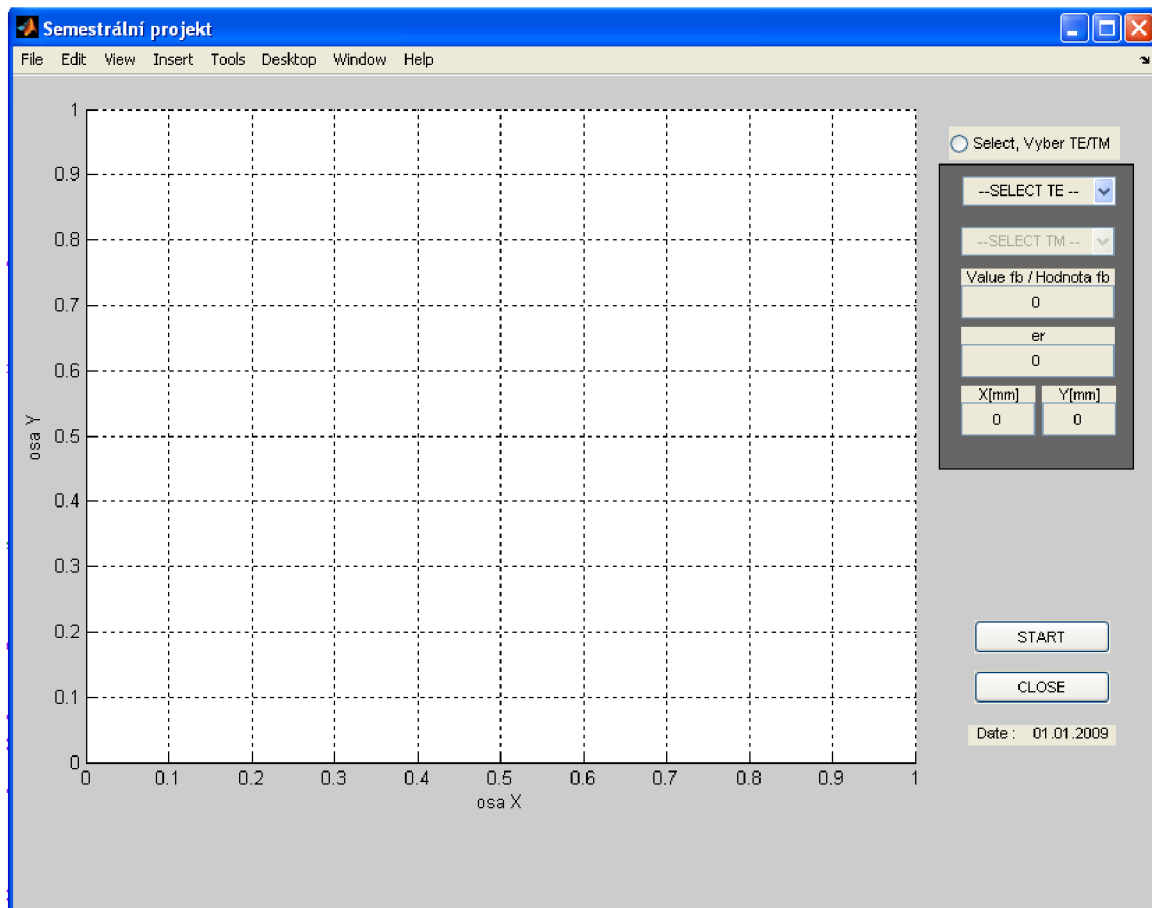 Semestrální projekt
File Edit View Insert Tools Desktop Window Help
1
0.9
0.8
0.7
0.6
0.5
0.4
0.3
0.2
0.1
0
osa Y
0 0.1 0.2 0.3 0.4 0.5 0.6 0.7 0.8 0.9 1
osa X
Select, Vyber TE/TM
--SELECT TE --
--SELECT TM --
Value fb / Hodnota fb
0
er
0
X[mm] Y[mm]
0 0
START
CLOSE
Date : 01.01.2009